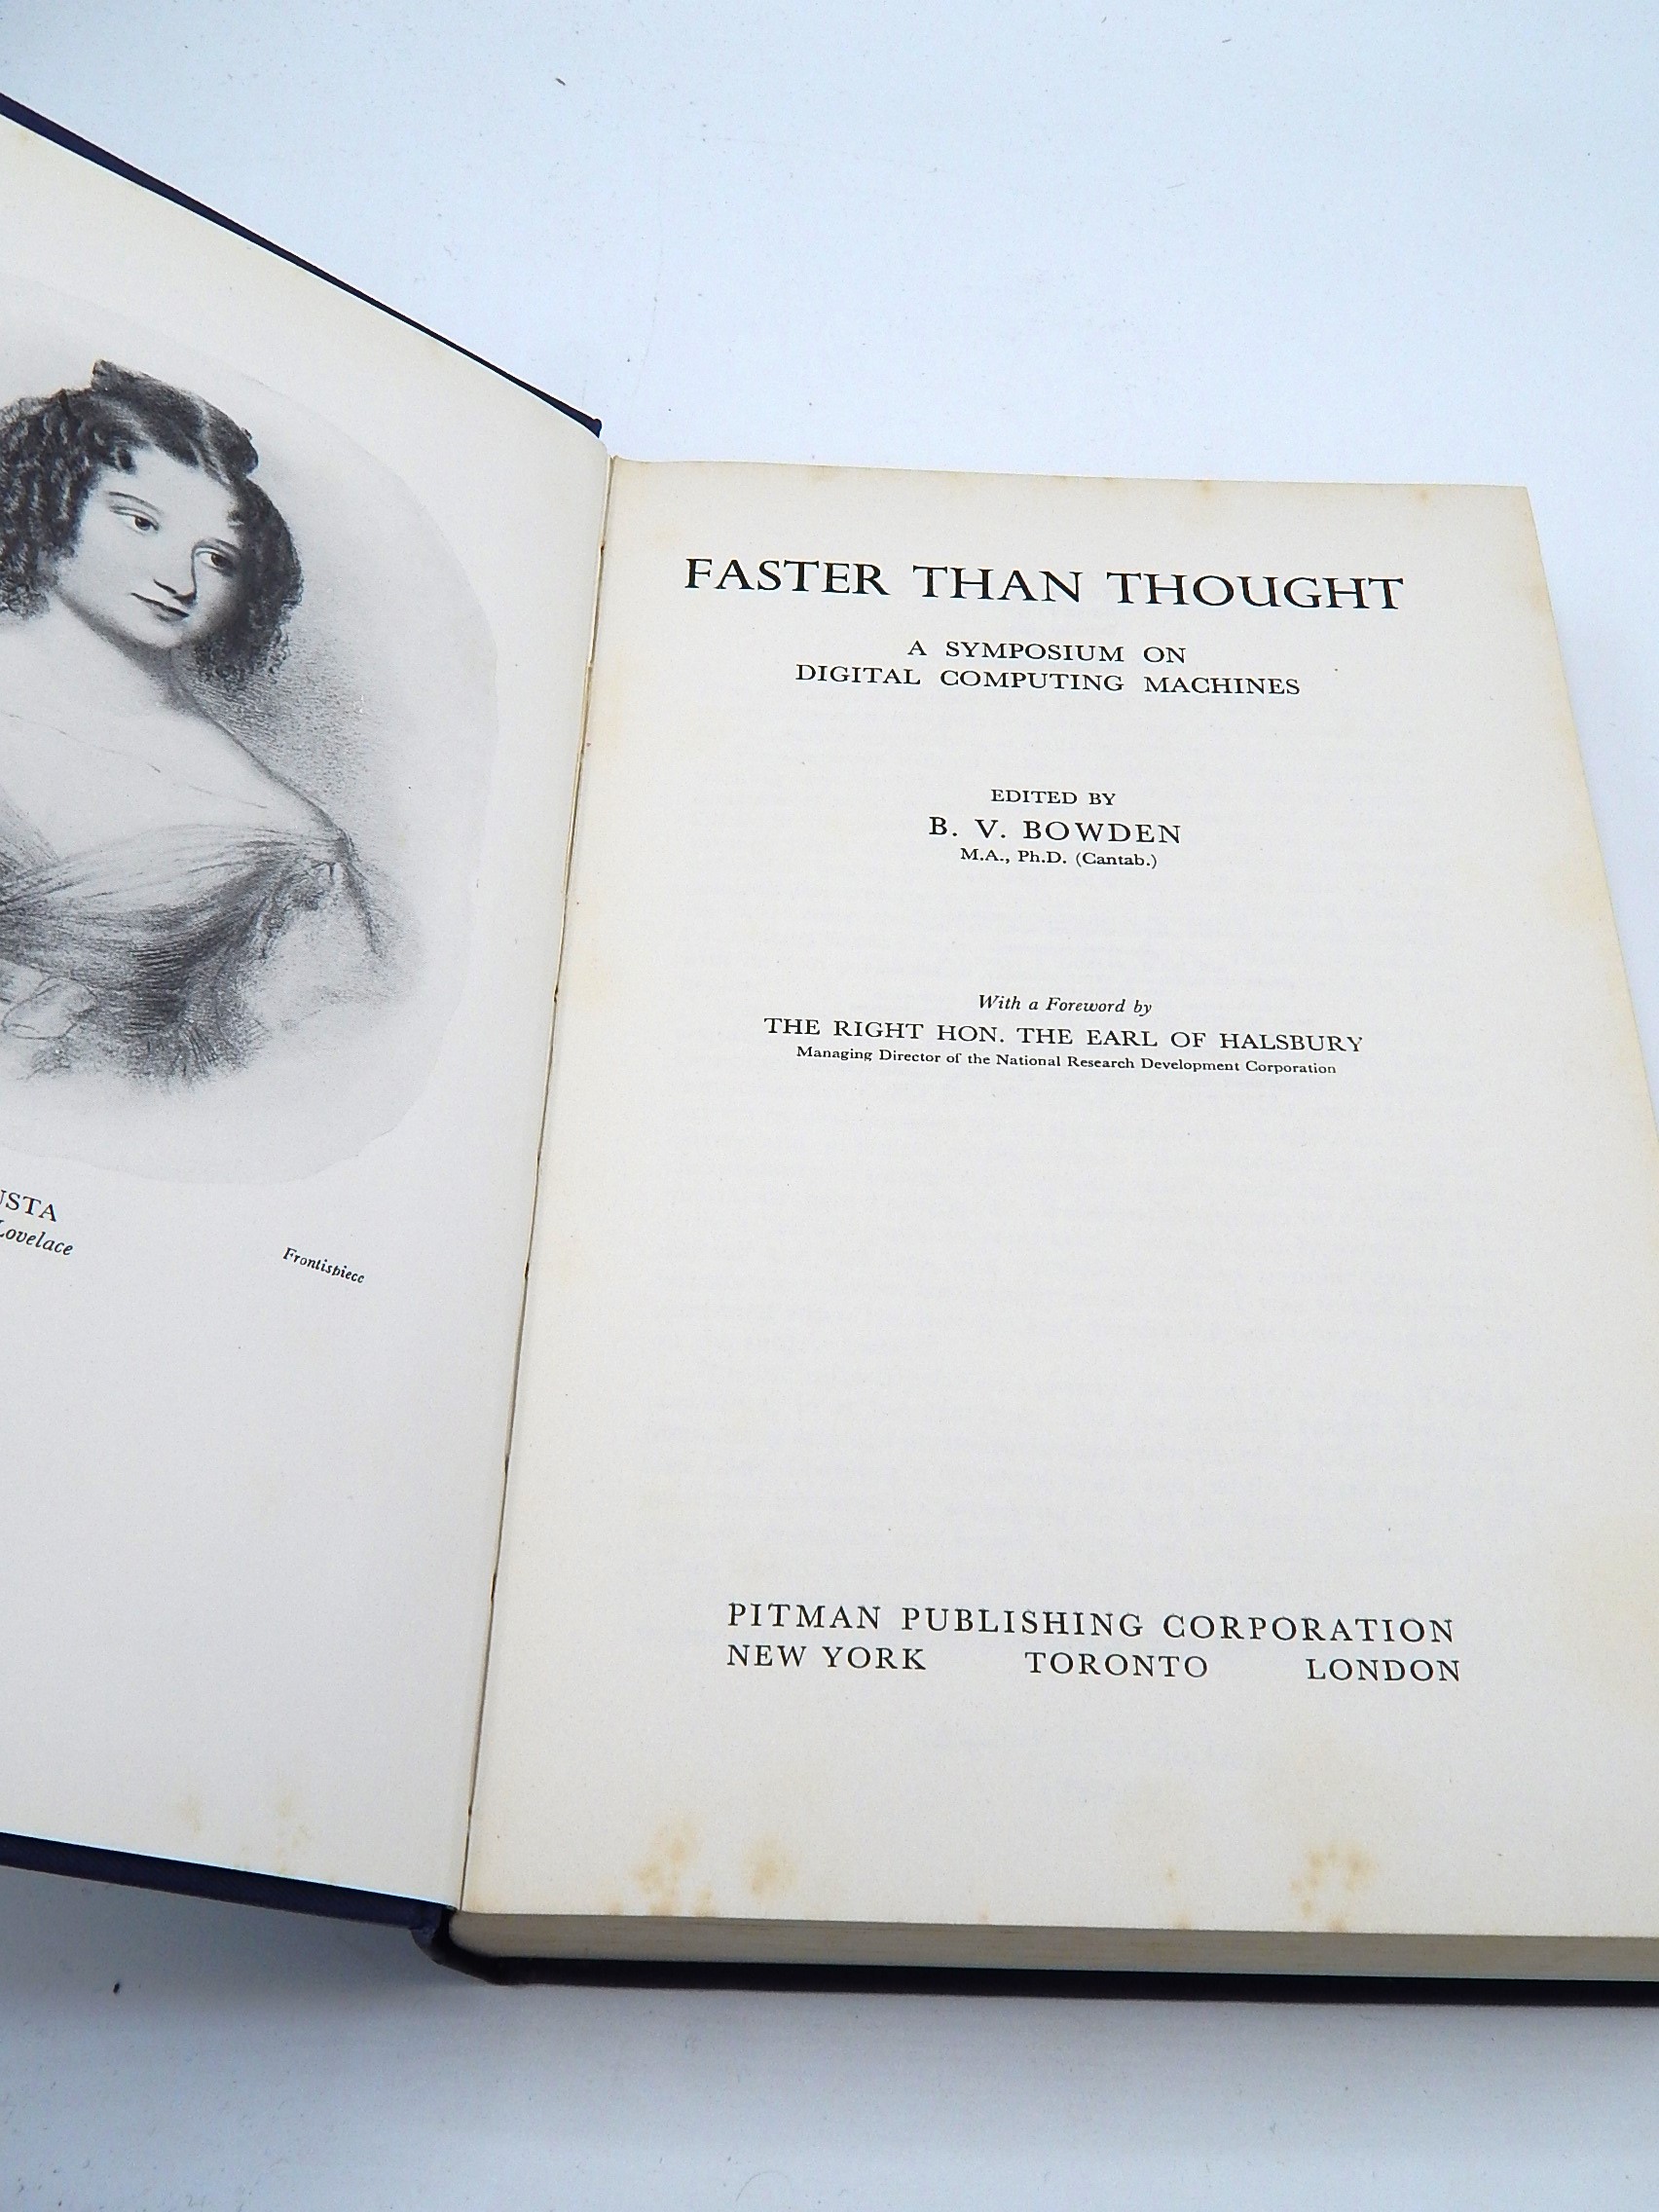 Lovelace
Frontispiece
FASTER THAN THOUGHT
A SYMPOSIUM ON
DIGITAL COMPUTING MACHINES
EDITED BY
B. V. BOWDEN
M.A., Ph.D. (Cantab.)
With a Foreword by
THE RIGHT HON. THE EARL OF HALSBURY
Managing Director of the National Research Development Corporation
PITMAN PUBLISHING CORPORATION
NEW YORK TORONTO LONDON